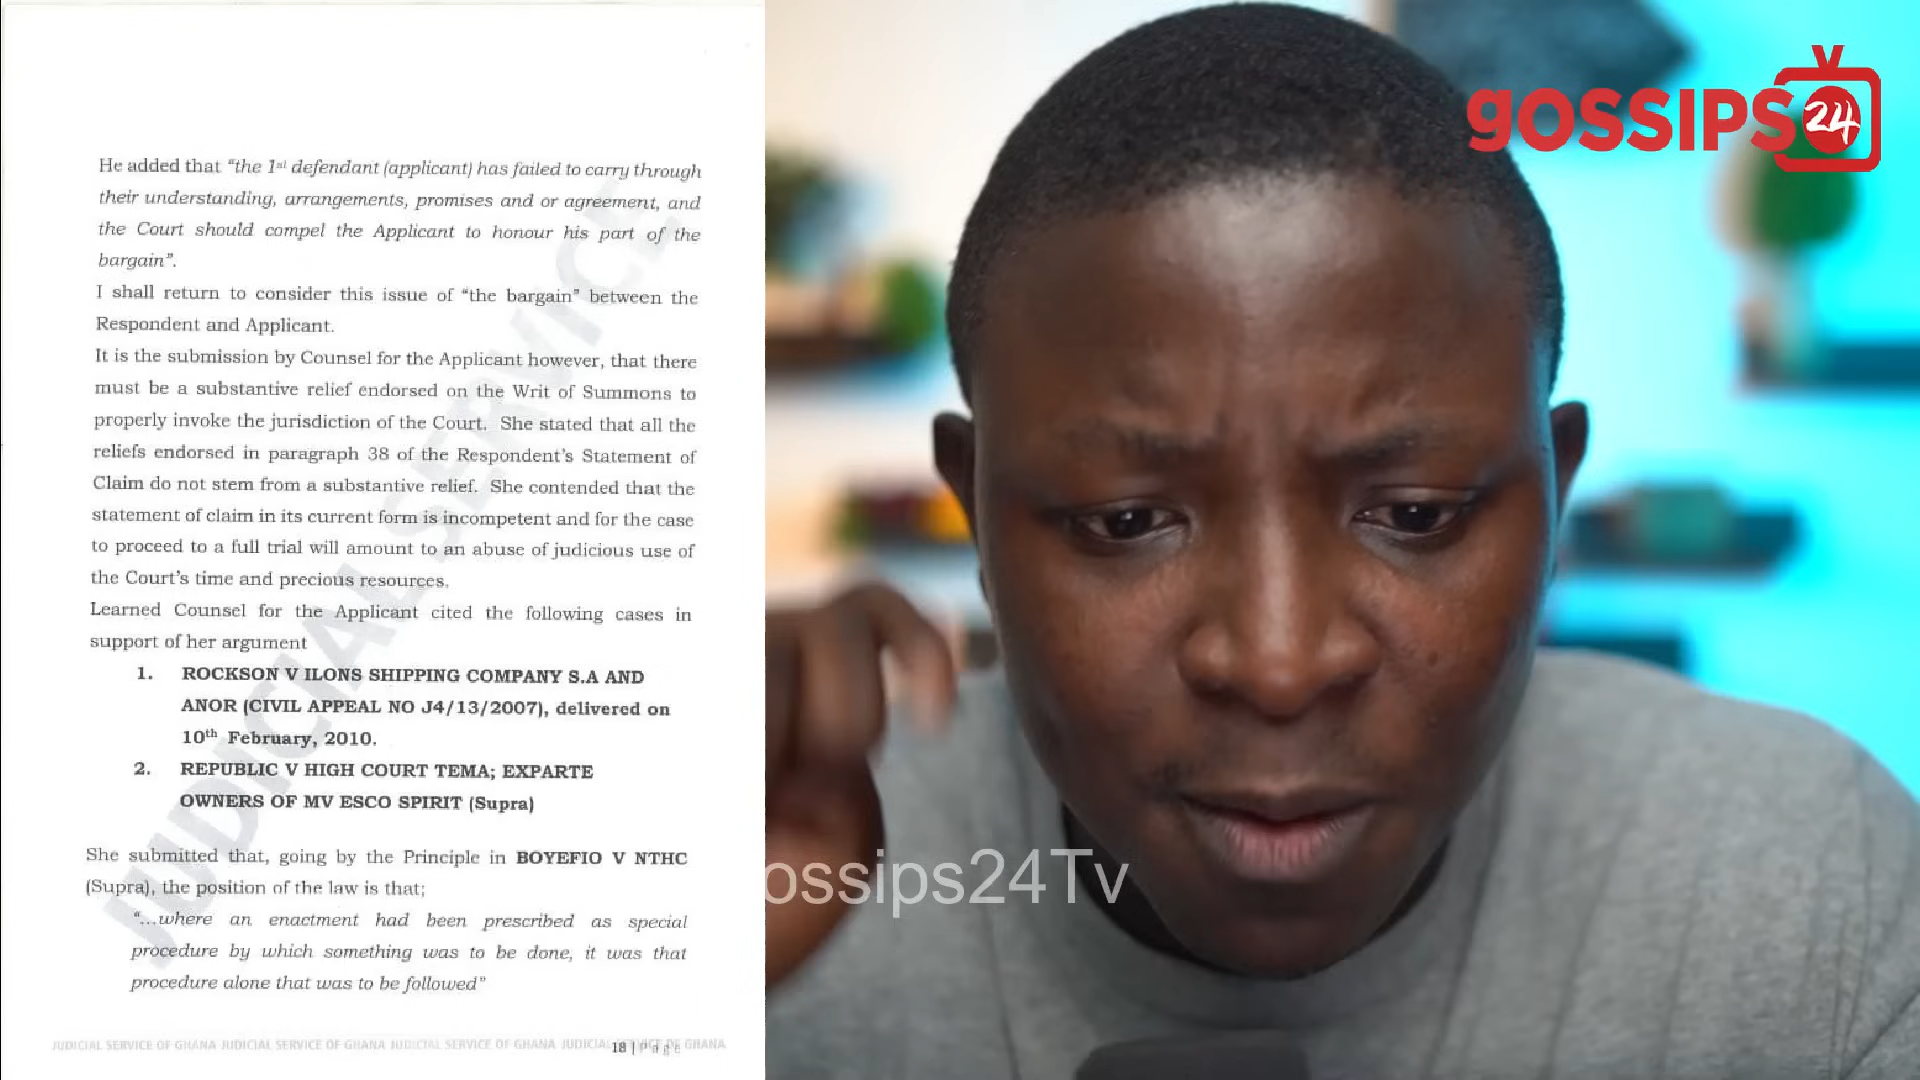 He added that “the 1st defendant (applicant) has failed to carry through
their understanding, arrangements, promises and or agreement, and
the Court should compel the Applicant to honour his part of the
bargain”.
I shall return to consider this issue of “the bargain” between the
Respondent and Applicant.
It is the submission by Counsel for the Applicant however, that there
must be a substantive relief endorsed on the Writ of Summons to
properly invoke the jurisdiction of the Court. She stated that all the
reliefs endorsed in paragraph 38 of the Respondent’s Statement of
Claim do not stem from a substantive relief. She contended that the
statement of claim in its current form is incompetent and for the case
to proceed to a full trial will amount to an abuse of judicious use of
the Court’s time and precious resources.
Learned Counsel for the Applicant cited the following cases in
support of her argument
1. ROCKSON V ILONS SHIPPING COMPANY S.A AND
ANOR (CIVIL APPEAL NO J4/13/2007), delivered on
10th February, 2010.
2. REPUBLIC V HIGH COURT TEMA; EXPARTE
OWNERS OF MV ESCO SPIRIT (Supra)
She submitted that, going by the Principle in BOYEFIO V NTHC
(Supra), the position of the law is that;
“...where an enactment had been prescribed as special
procedure by which something was to be done, it was that
procedure alone that was to be followed”
JUDICIAL SERVICE OF GHANA JUDICIAL SERVICE OF GHANA JUDICIAL SERVICE OF GHANA JUDICIAL SERVICE OF GHANA
18 | Page
JUDICIAL SERVICE
gOSSIPS24
ossips24Tv